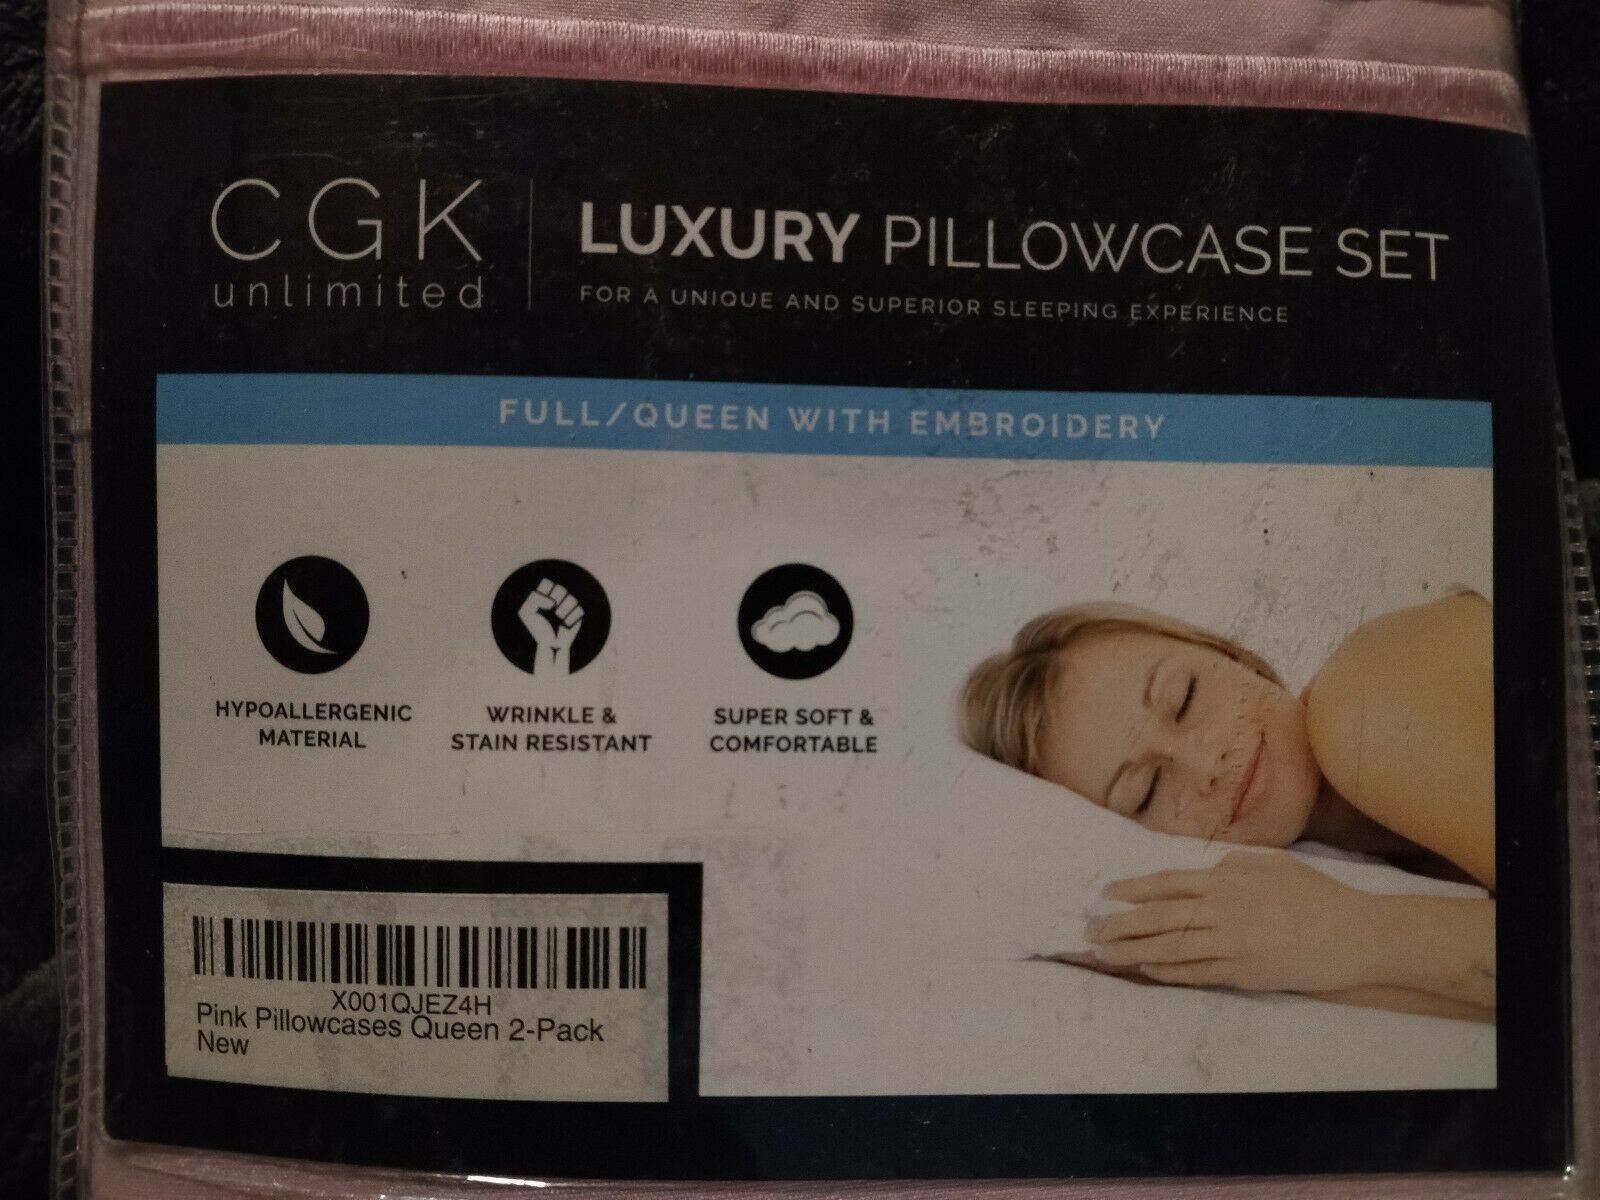 CGK
unlimited
LUXURY PILLOWCASE SET
FOR A UNIQUE AND SUPERIOR SLEEPING EXPERIENCE
FULL/QUEEN WITH EMBROIDERY
HYPOALLERGENIC
MATERIAL
WRINKLE &
STAIN RESISTANT
SUPER SOFT &
COMFORTABLE
X001QJEZ4H
Pink Pillowcases Queen 2-Pack
New